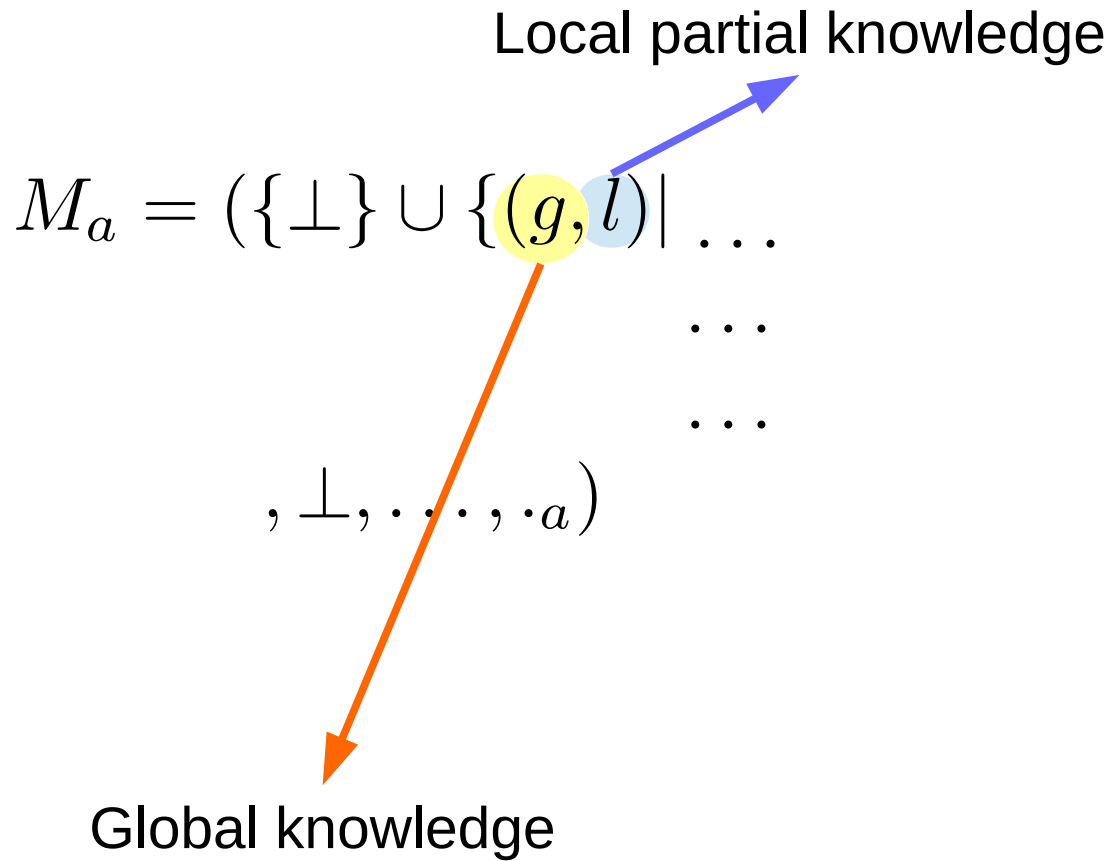 Local partial knowledge
M_a = ({⊥} ∪ {(g, l)| . . .
. . .
. . .
, ⊥, . . . , ._a)
Global knowledge